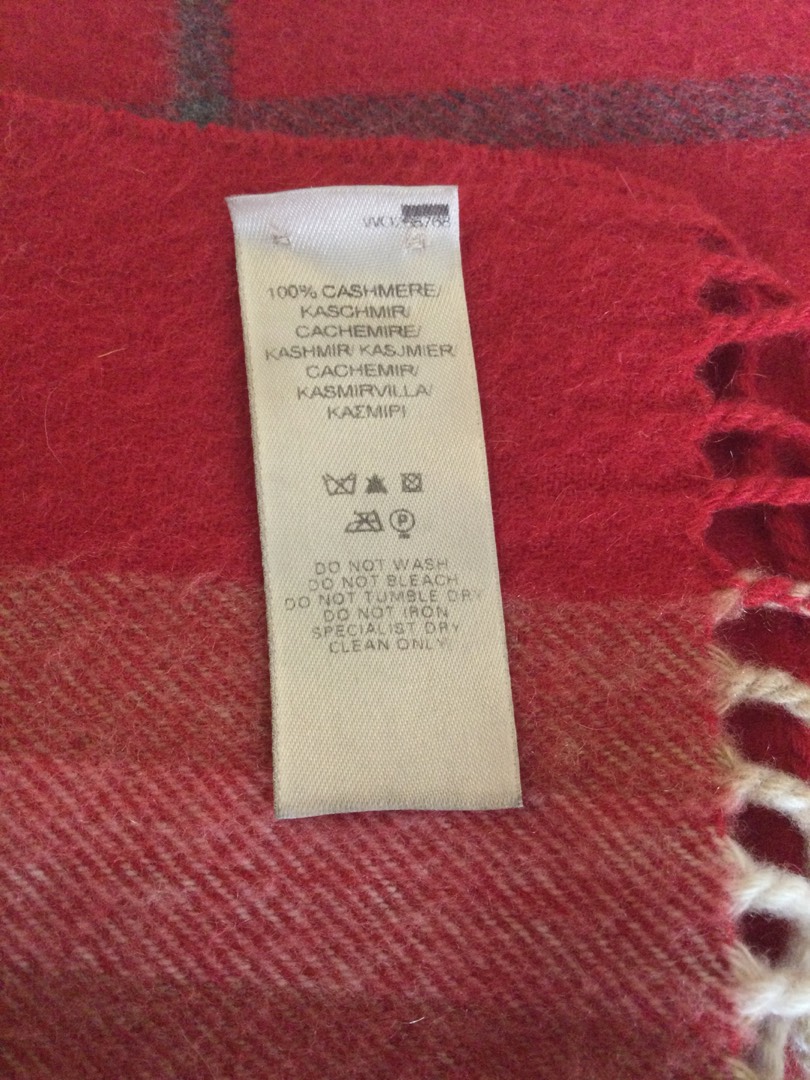 100% CASHMERE/
KASCHMIR/
CACHEMIRE/
KASHMIR/ KASJMIER/
CACHEMIR/
KASMIRVILLA/
ΚΑΣΜΙΡΙ
P
DO NOT WASH
DO NOT BLEACH
DO NOT TUMBLE DRY
DO NOT IRON
SPECIALIST DRY
CLEAN ONLY